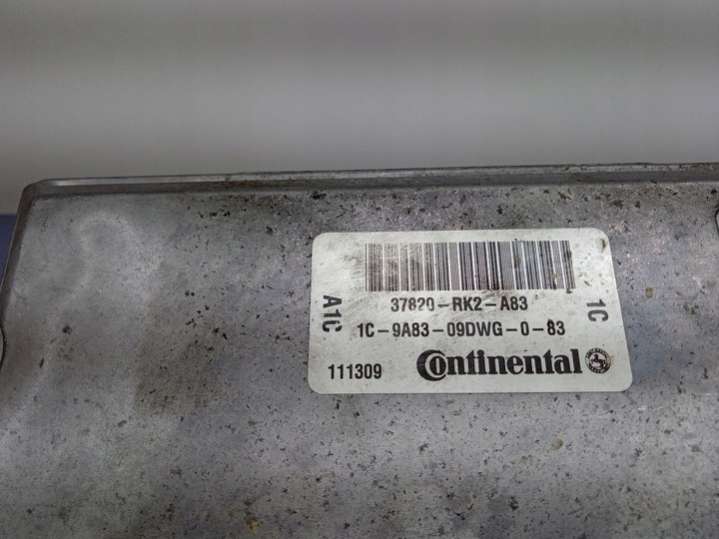 37820-RK2-A83
1C-9A83-09DWG-0-83
A1C
1C
111309
Continental